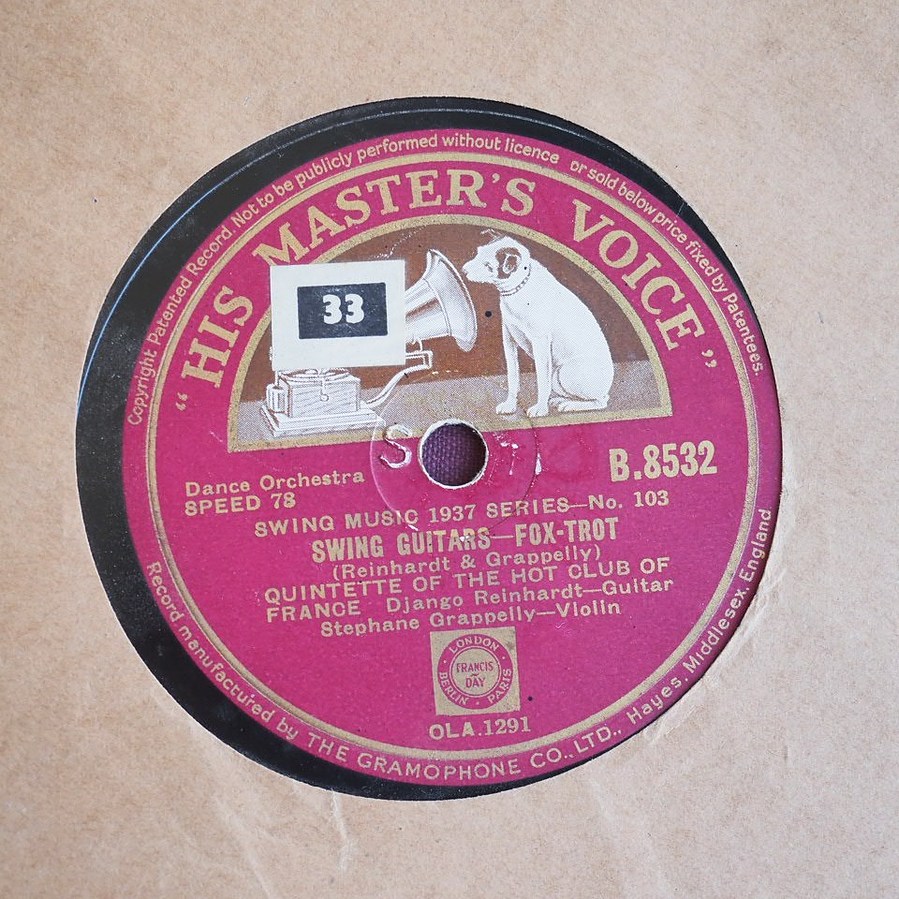 Copyright Patented Record. Not to be publicly performed without licence or sold below price fixed by Patentees.
"HIS MASTER'S VOICE"
33
S
B.8532
Dance Orchestra
SPEED 78
SWING MUSIC 1937 SERIES—No. 103
SWING GUITARS—FOX-TROT
(Reinhardt & Grappelly)
QUINTETTE OF THE HOT CLUB OF
FRANCE Django Reinhardt—Guitar
Stephane Grappelly—Violin
LONDON
FRANCIS
DAY
BERLIN · PARIS
OLA.1291
Record manufactured by THE GRAMOPHONE CO., LTD., Hayes, Middlesex, England